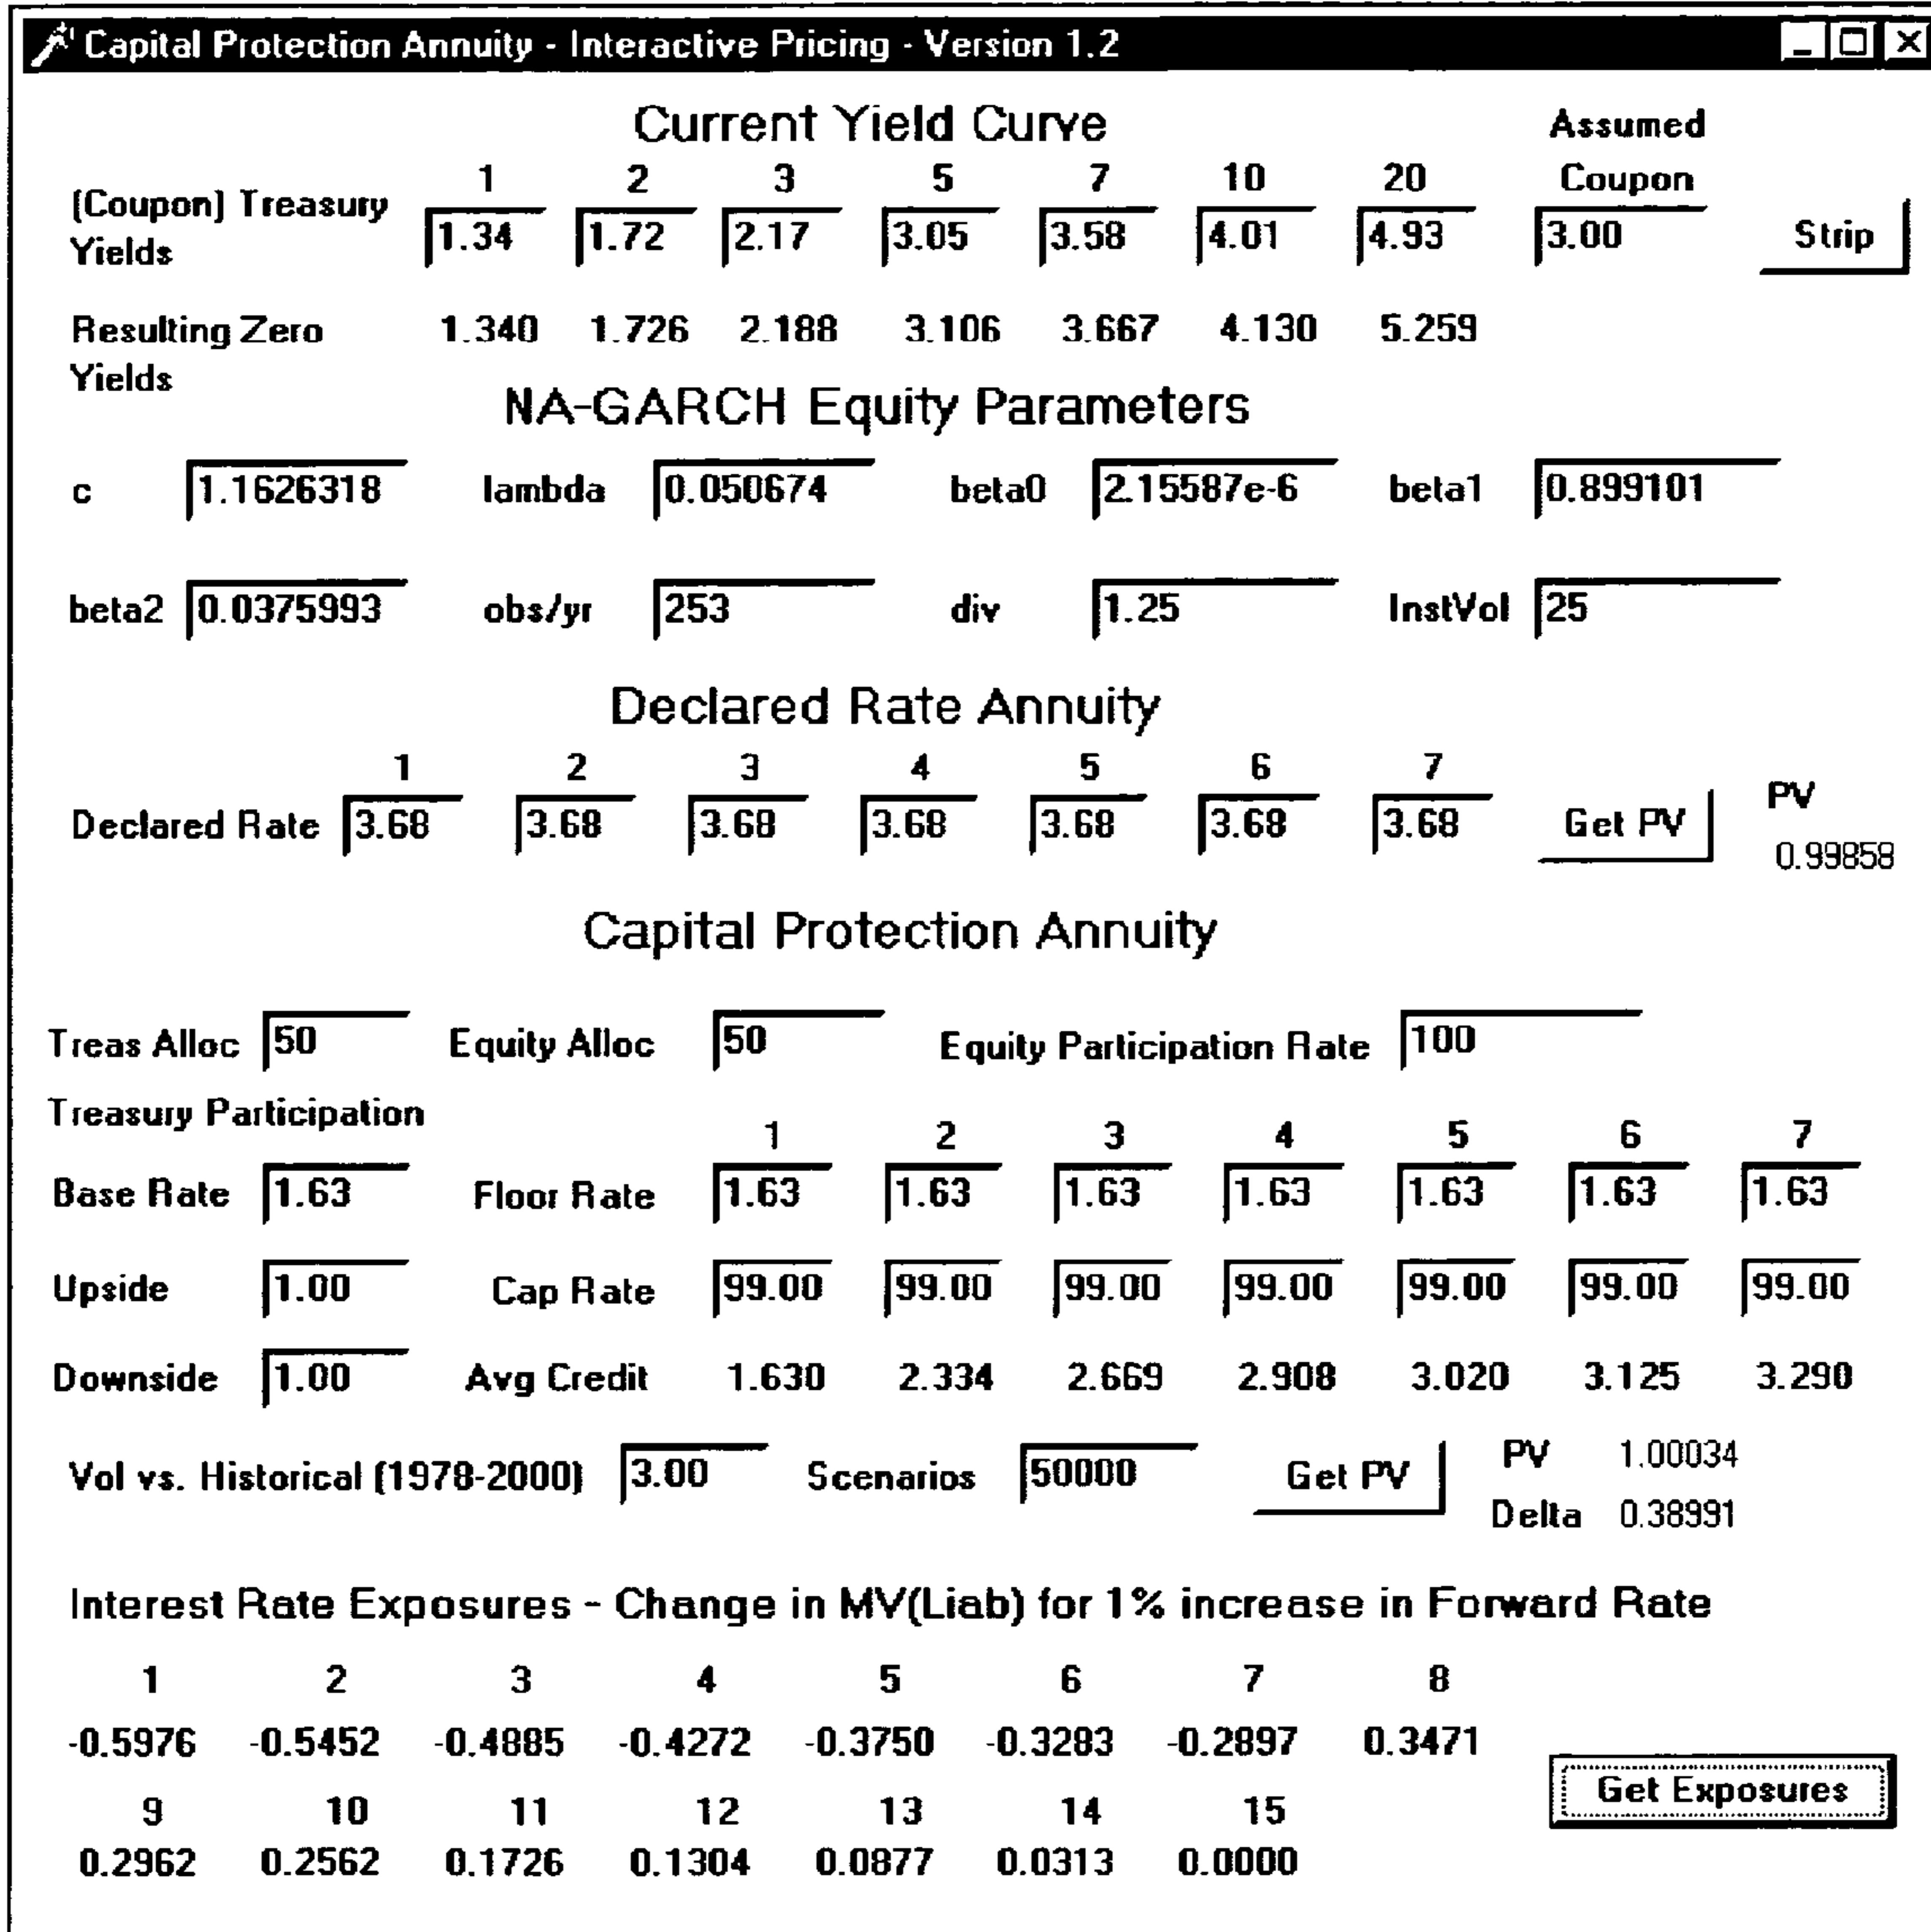 Capital Protection Annuity - Interactive Pricing - Version 1.2
Current Yield Curve Assumed
1 2 3 5 7 10 20 Coupon
(Coupon) Treasury Yields 1.34 1.72 2.17 3.05 3.58 4.01 4.93 3.00 Strip
Resulting Zero Yields 1.340 1.726 2.188 3.106 3.667 4.130 5.259
NA-GARCH Equity Parameters
c 1.1626318 lambda 0.050674 beta0 2.15587e-6 beta1 0.899101
beta2 0.0375993 obs/yr 253 div 1.25 InstVol 25
Declared Rate Annuity
1 2 3 4 5 6 7 PV
Declared Rate 3.68 3.68 3.68 3.68 3.68 3.68 3.68 Get PV 0.99858
Capital Protection Annuity
Treas Alloc 50 Equity Alloc 50 Equity Participation Rate 100
Treasury Participation
1 2 3 4 5 6 7
Base Rate 1.63 Floor Rate 1.63 1.63 1.63 1.63 1.63 1.63 1.63
Upside 1.00 Cap Rate 99.00 99.00 99.00 99.00 99.00 99.00 99.00
Downside 1.00 Avg Credit 1.630 2.334 2.669 2.908 3.020 3.125 3.290
Vol vs. Historical (1978-2000) 3.00 Scenarios 50000 Get PV PV 1.00034
Delta 0.38991
Interest Rate Exposures - Change in MV(Liab) for 1% increase in Forward Rate
1 2 3 4 5 6 7 8
-0.5976 -0.5452 -0.4885 -0.4272 -0.3750 -0.3283 -0.2897 0.3471
Get Exposures
9 10 11 12 13 14 15
0.2962 0.2562 0.1726 0.1304 0.0877 0.0313 0.0000